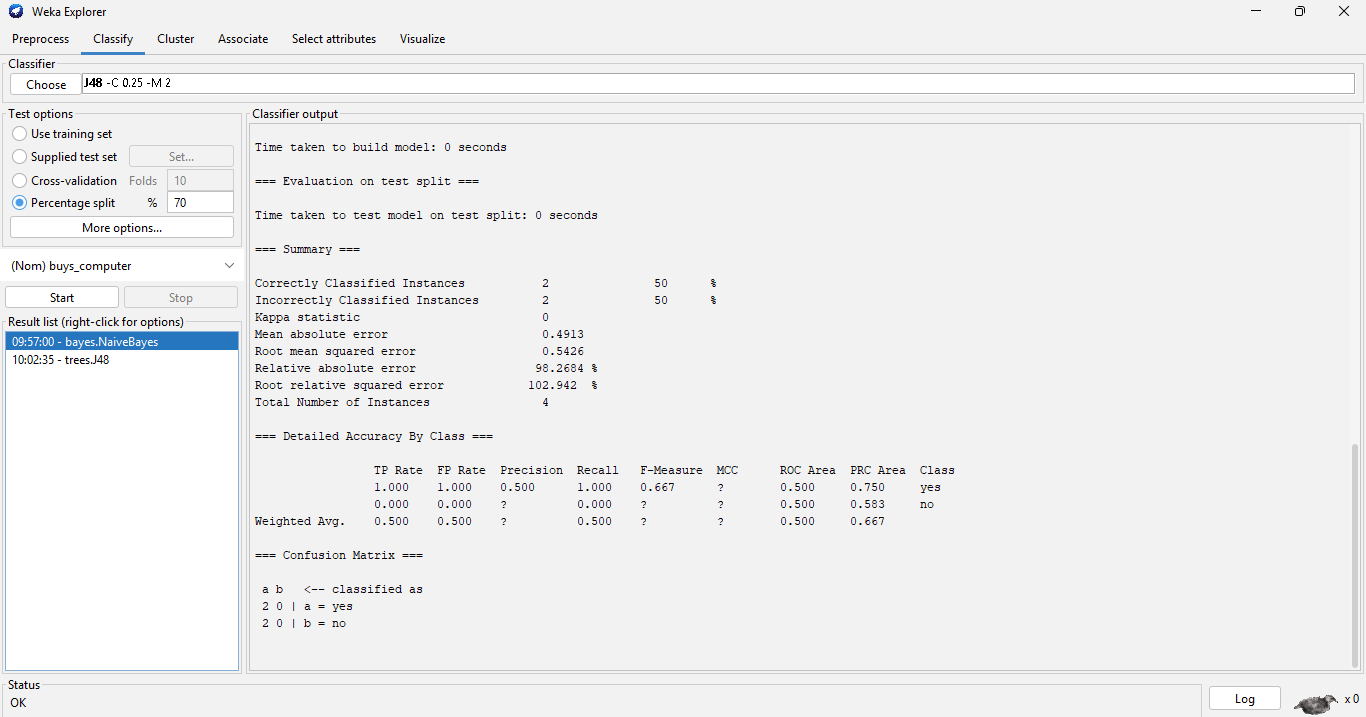 Weka Explorer
Preprocess Classify Cluster Associate Select attributes Visualize
Classifier
Choose J48 -C 0.25 -M 2
Test options
Use training set
Supplied test set Set...
Cross-validation Folds 10
Percentage split % 70
More options...
(Nom) buys_computer
Start Stop
Result list (right-click for options)
09:57:00 - bayes.NaiveBayes
10:02:35 - trees.J48
Classifier output
Time taken to build model: 0 seconds
=== Evaluation on test split ===
Time taken to test model on test split: 0 seconds
=== Summary ===
Correctly Classified Instances 2 50 %
Incorrectly Classified Instances 2 50 %
Kappa statistic 0
Mean absolute error 0.4913
Root mean squared error 0.5426
Relative absolute error 98.2684 %
Root relative squared error 102.942 %
Total Number of Instances 4
=== Detailed Accuracy By Class ===
TP Rate FP Rate Precision Recall F-Measure MCC ROC Area PRC Area Class
1.000 1.000 0.500 1.000 0.667 ? 0.500 0.750 yes
0.000 0.000 ? 0.000 ? ? 0.500 0.583 no
Weighted Avg. 0.500 0.500 ? 0.500 ? ? 0.500 0.667
=== Confusion Matrix ===
a b <-- classified as
2 0 | a = yes
2 0 | b = no
Status
OK
Log x 0